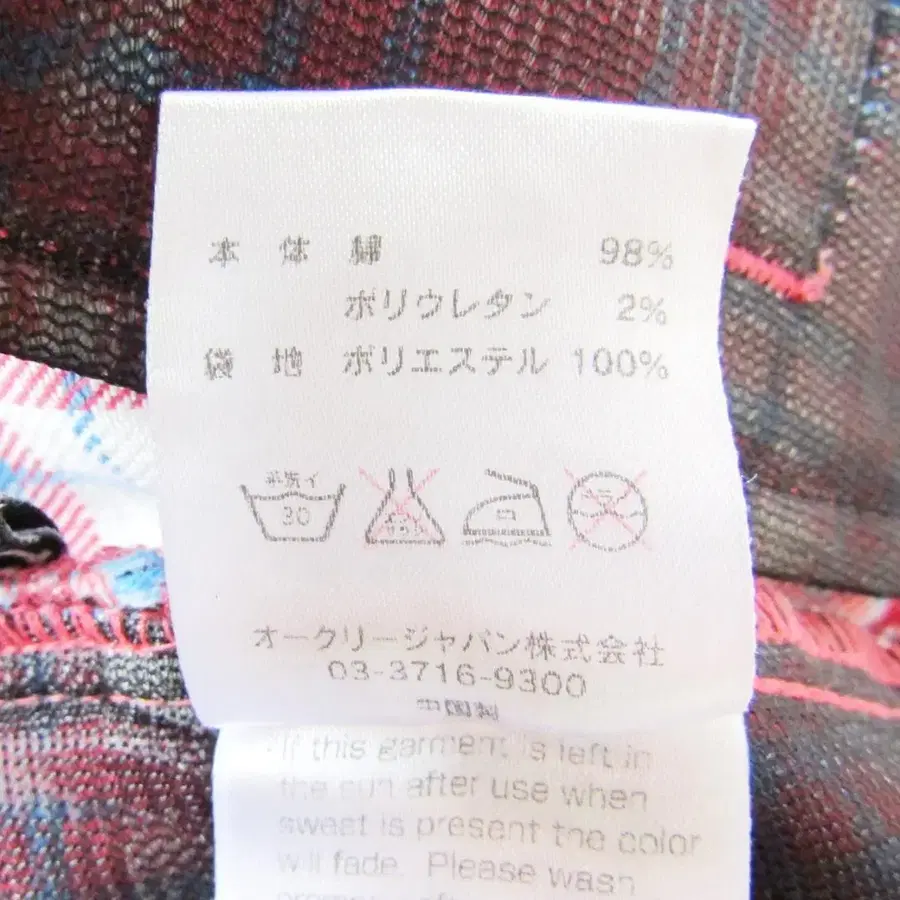 本体 綿 98%
ポリウレタン 2%
袋地 ポリエステル 100%
弱 30
オークリージャパン株式会社
03-3716-9300
中国製
If this garment is left in
the sun after use when
sweat is present the color
will fade. Please wash